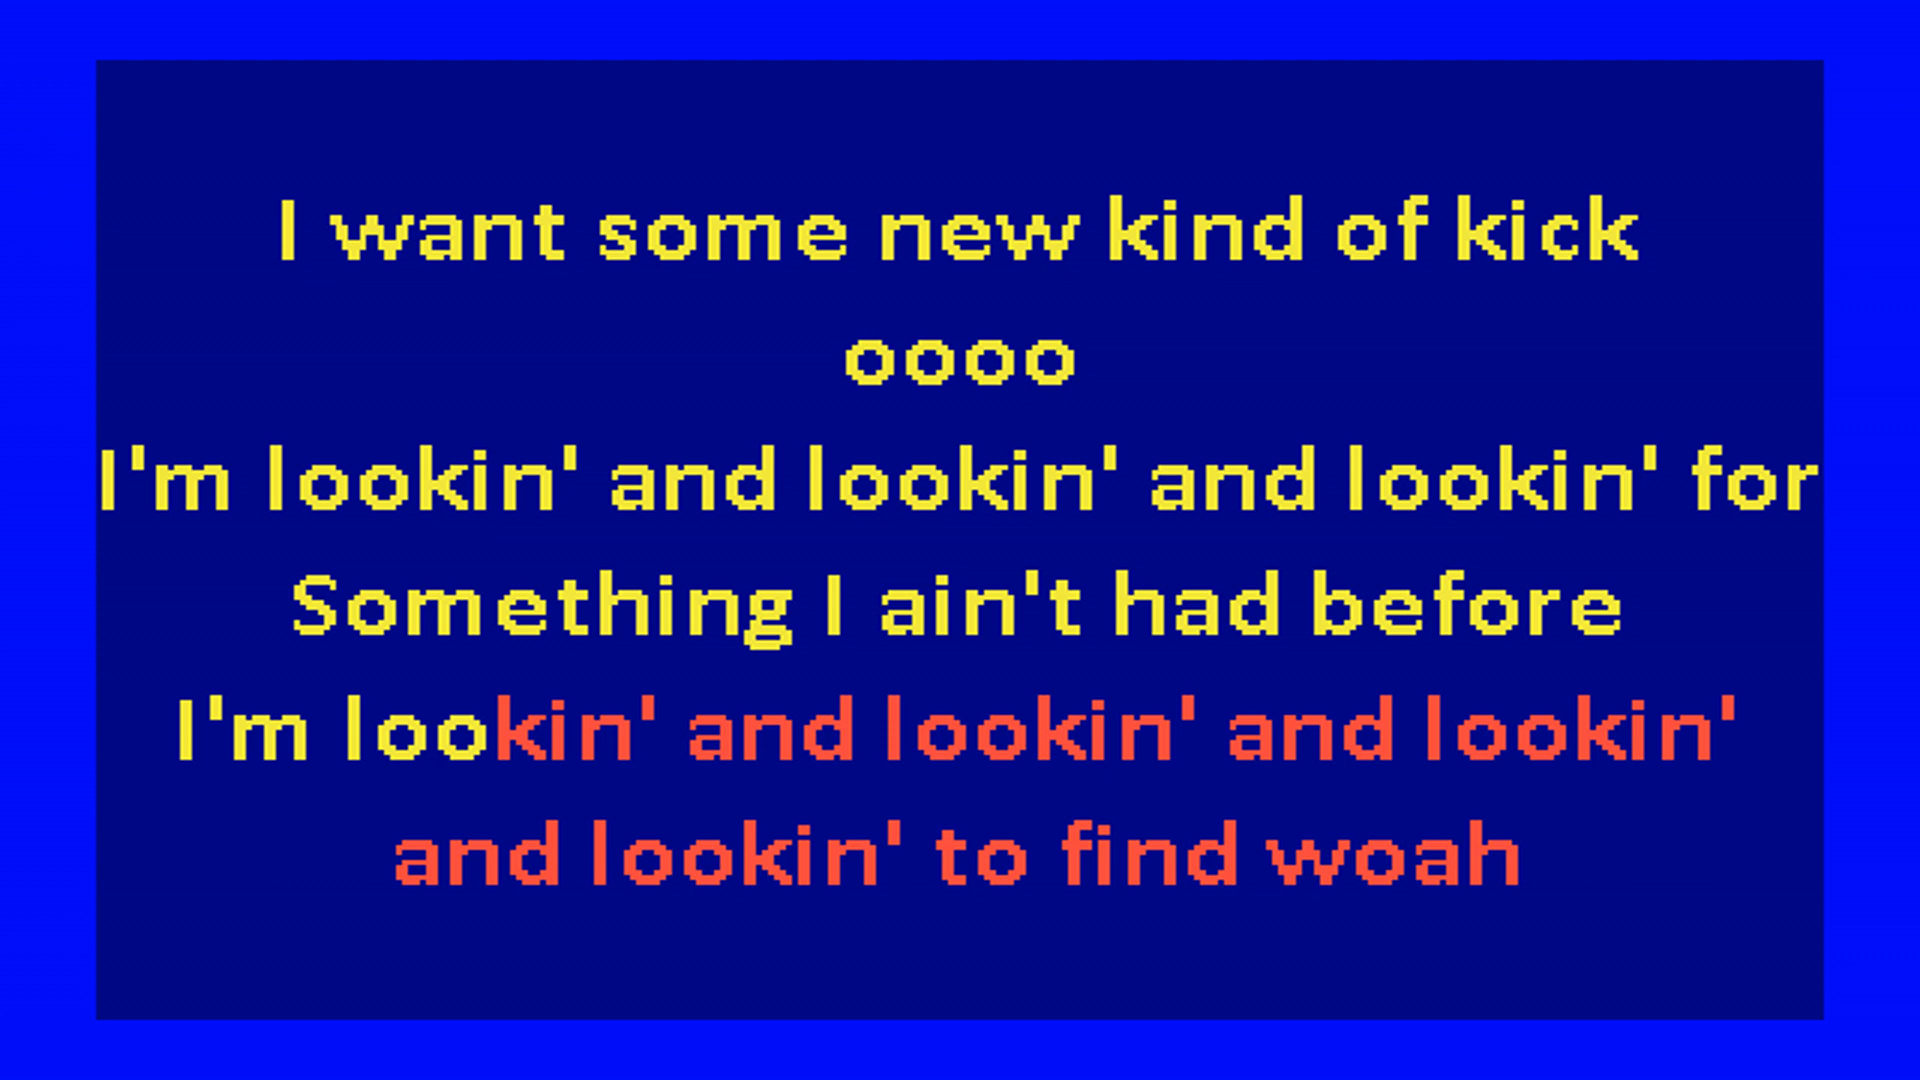 I want some new kind of kick
oooo
I'm lookin' and lookin' and lookin' for
Something I ain't had before
I'm lookin' and lookin' and lookin'
and lookin' to find woah